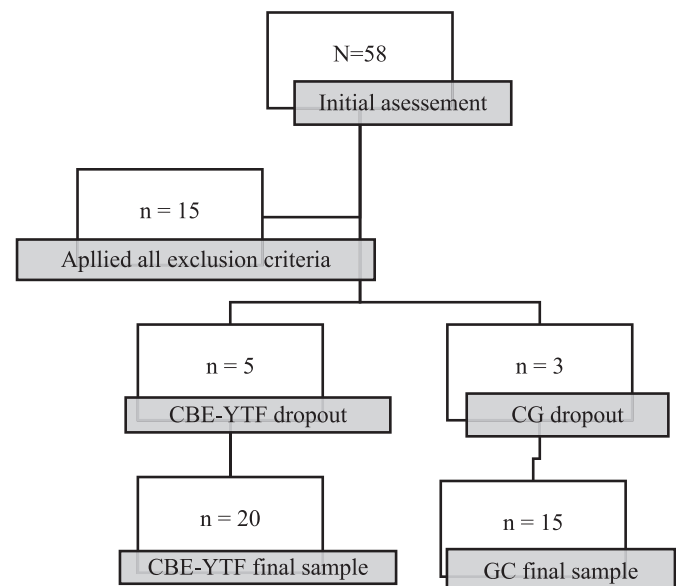 N=58
Initial asessement
n = 15
Apllied all exclusion criteria
n = 5
n = 3
CBE-YTF dropout
CG dropout
n = 20
n = 15
CBE-YTF final sample
GC final sample